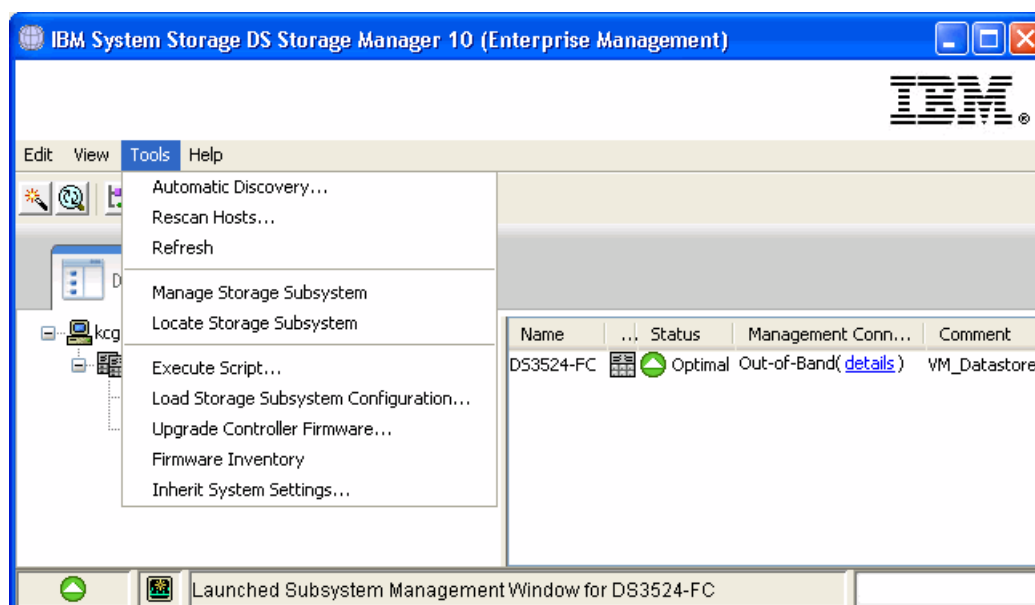 IBM System Storage DS Storage Manager 10 (Enterprise Management)
IBM®
Edit View Tools Help
Automatic Discovery...
Rescan Hosts...
Refresh
D
Manage Storage Subsystem
Locate Storage Subsystem
kcg
Execute Script...
Load Storage Subsystem Configuration...
Upgrade Controller Firmware...
Firmware Inventory
Inherit System Settings...
Name ... Status Management Conn... Comment
DS3524-FC Optimal Out-of-Band(details) VM_Datastore
Launched Subsystem Management Window for DS3524-FC